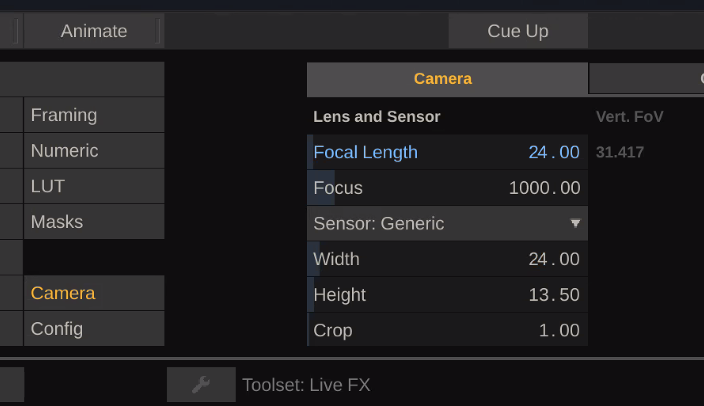 Animate
Cue Up
Camera
Framing
Numeric
LUT
Masks
Camera
Config
Lens and Sensor
Vert. FoV
Focal Length 24.00
31.417
Focus 1000.00
Sensor: Generic
Width 24.00
Height 13.50
Crop 1.00
Toolset: Live FX